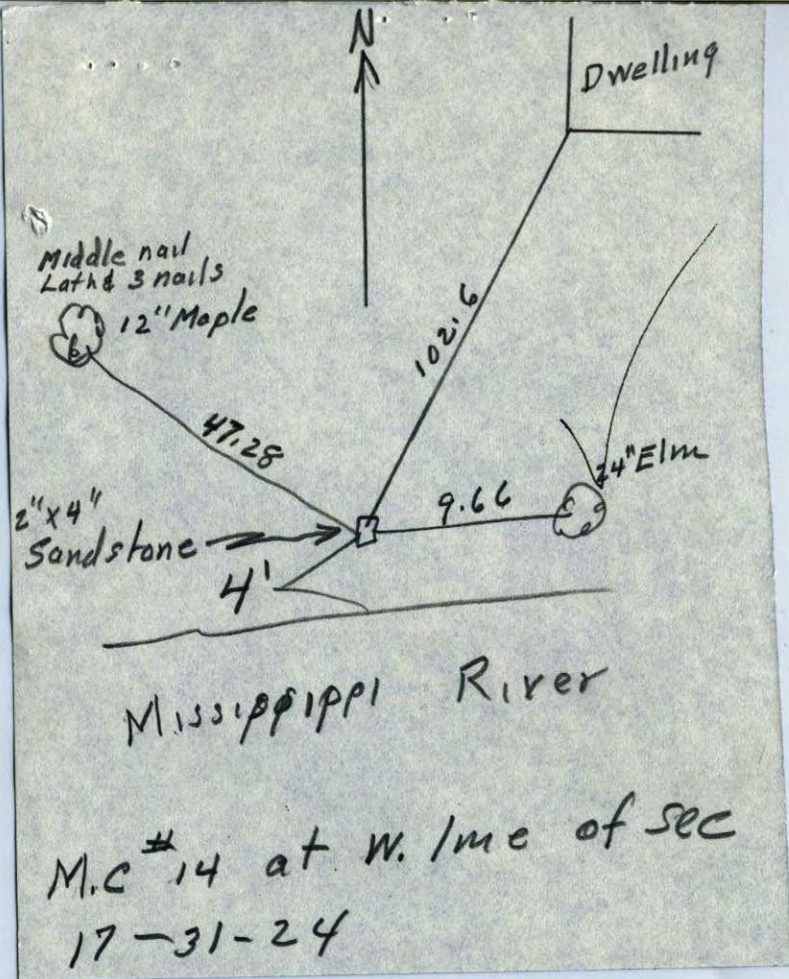 N
Dwelling
Middle nail
Lath & 3 nails
12" Maple
102.6
47.28
24" Elm
9.66
2" x 4"
Sandstone
4'
Mississippi River
M.C #14 at W. line of sec
17-31-24